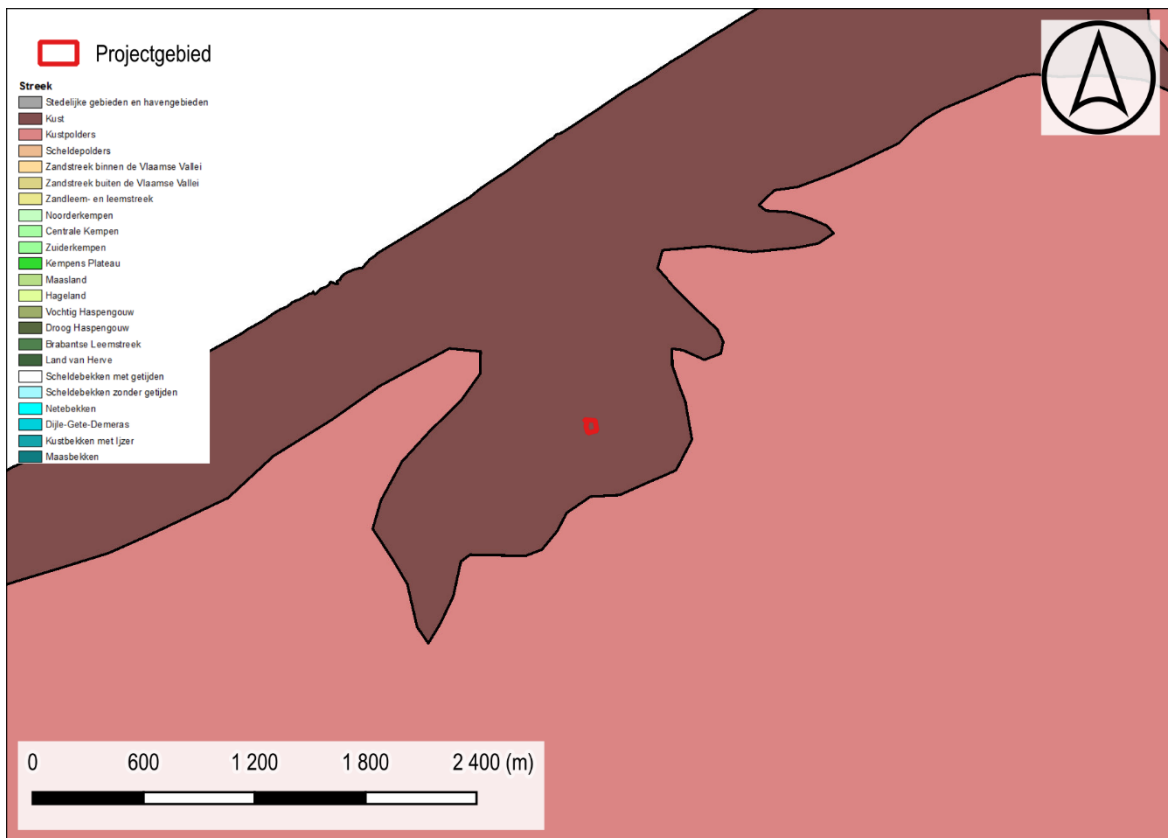 Projectgebied
Streek
Stedelijke gebieden en havengebieden
Kust
Kustpolders
Scheldepolders
Zandstreek binnen de Vlaamse Vallei
Zandstreek buiten de Vlaamse Vallei
Zandleem- en leemstreek
Noorderkempen
Centrale Kempen
Zuiderkempen
Kempens Plateau
Maasland
Hageland
Vochtig Haspengouw
Droog Haspengouw
Brabantse Leemstreek
Land van Herve
Scheldebekken met getijden
Scheldebekken zonder getijden
Netebekken
Dijle-Gete-Demeras
Kustbekken met Ijzer
Maasbekken
0 600 1 200 1 800 2 400 (m)